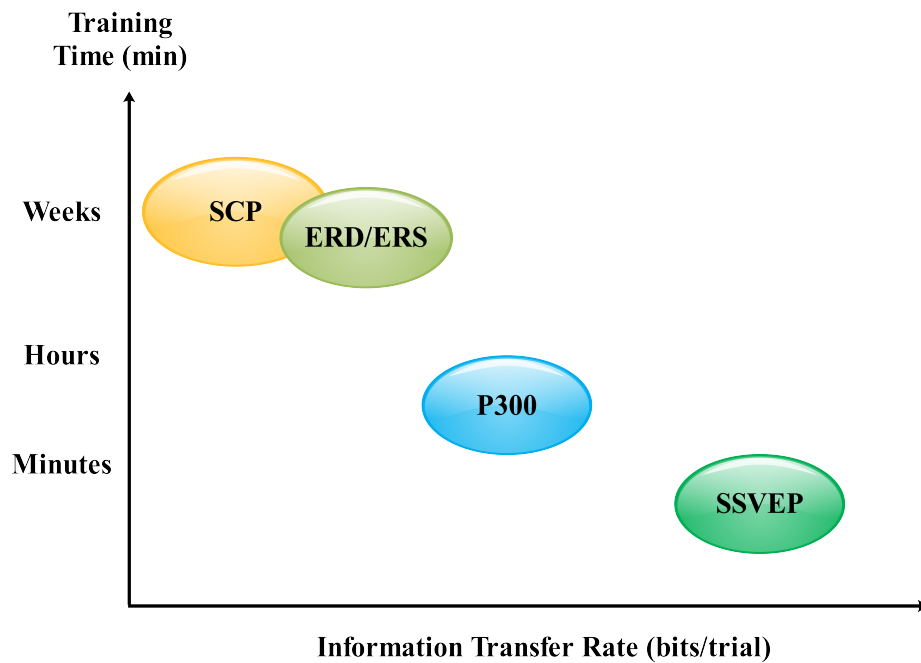 Training
Time (min)
Weeks
SCP
ERD/ERS
Hours
P300
Minutes
SSVEP
Information Transfer Rate (bits/trial)